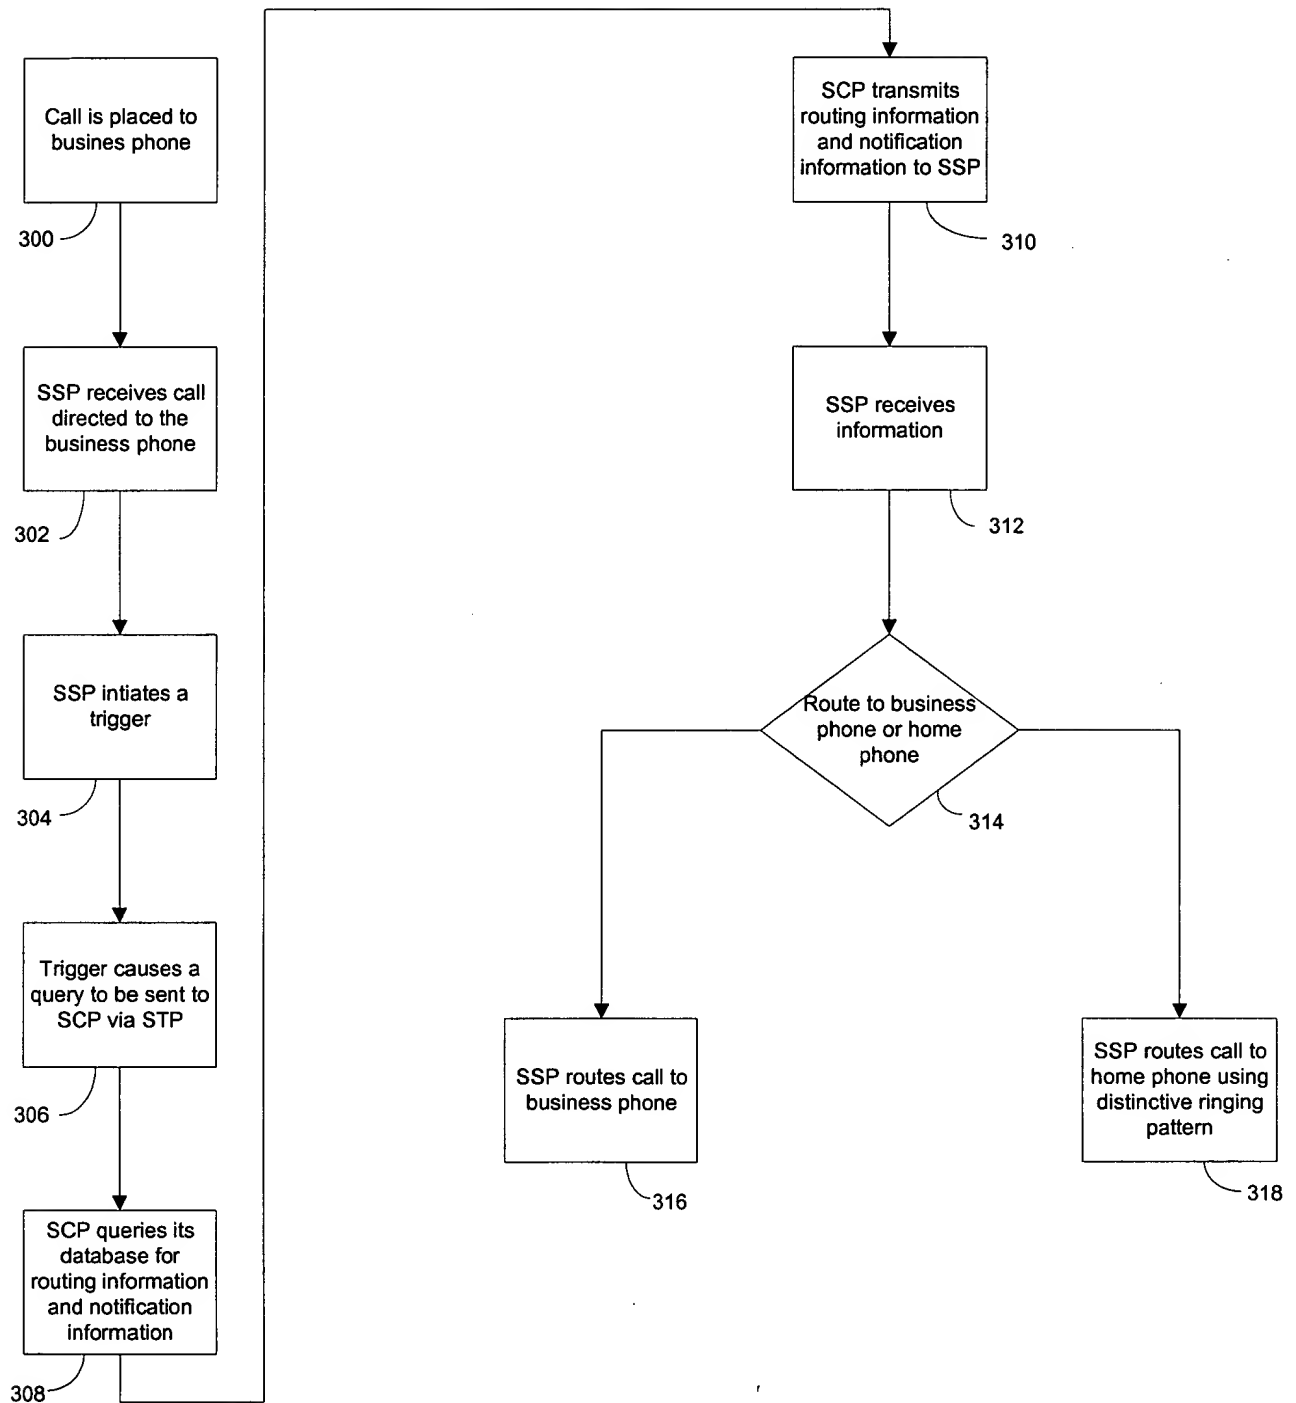 Call is placed to
busines phone
300
SSP receives call
directed to the
business phone
302
SSP intiates a
trigger
304
Trigger causes a
query to be sent to
SCP via STP
306
SCP queries its
database for
routing information
and notification
information
308
SCP transmits
routing information
and notification
information to SSP
310
SSP receives
information
312
Route to business
phone or home
phone
314
SSP routes call to
business phone
316
SSP routes call to
home phone using
distinctive ringing
pattern
318